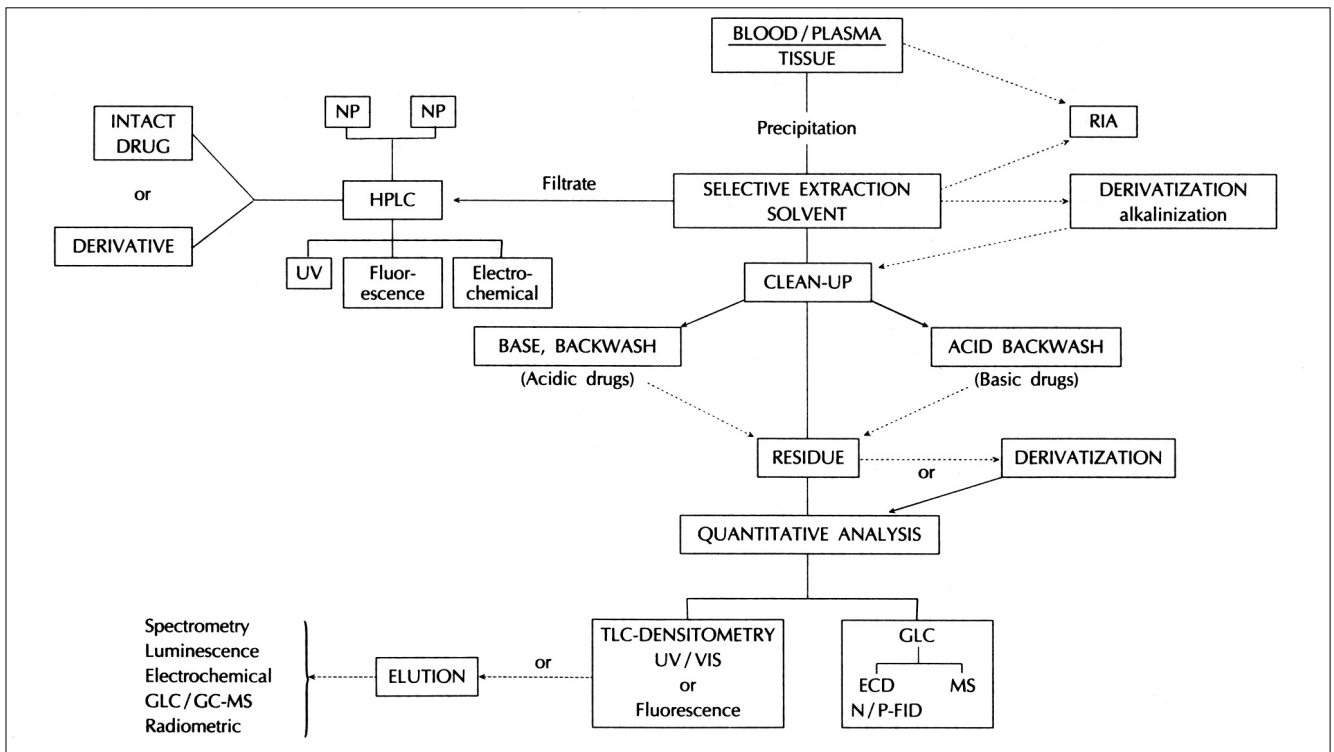 BLOOD / PLASMA
TISSUE
NP
NP
INTACT
DRUG
Precipitation
RIA
or
HPLC
Filtrate
SELECTIVE EXTRACTION
SOLVENT
DERIVATIZATION
alkalinization
DERIVATIVE
UV
Fluor-
escence
Electro-
chemical
CLEAN-UP
BASE, BACKWASH
(Acidic drugs)
ACID BACKWASH
(Basic drugs)
RESIDUE
or
DERIVATIZATION
QUANTITATIVE ANALYSIS
Spectrometry
Luminescence
Electrochemical
GLC / GC-MS
Radiometric
ELUTION
or
TLC-DENSITOMETRY
UV / VIS
or
Fluorescence
GLC
ECD
MS
N / P-FID